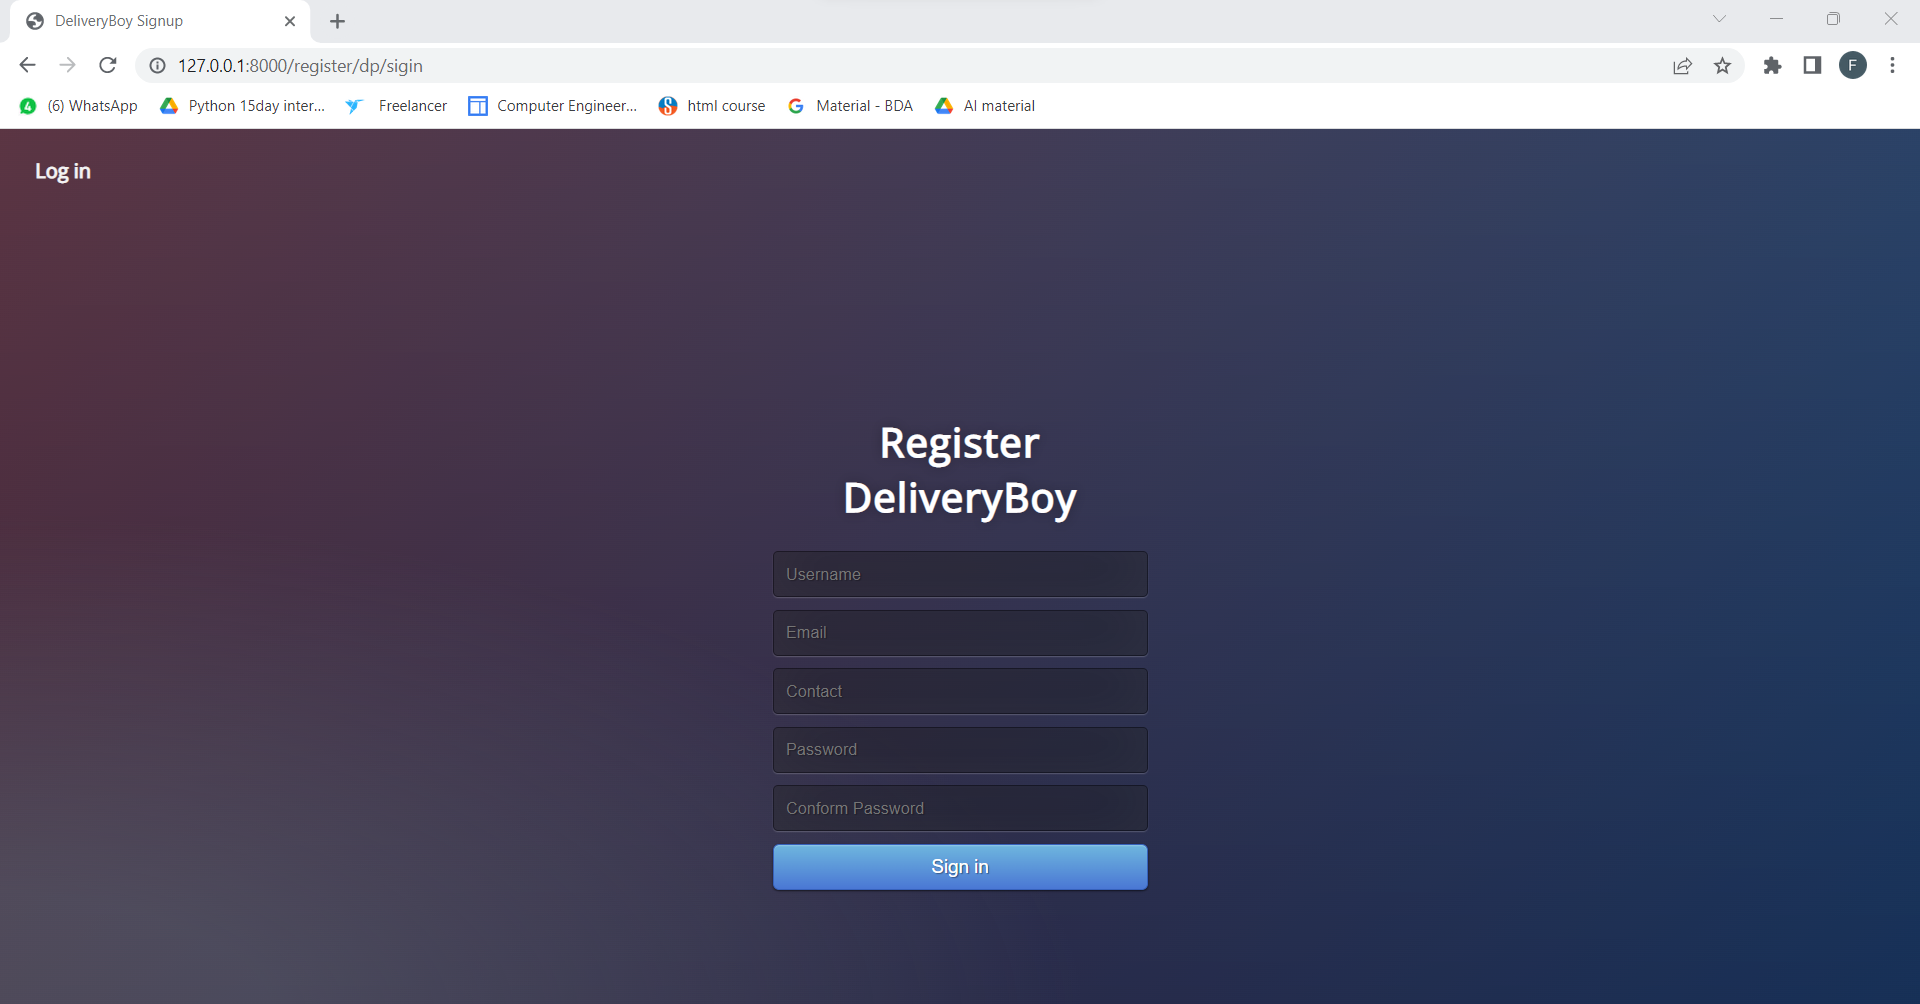 DeliveryBoy Signup
127.0.0.1:8000/register/dp/sigin
F
(6) WhatsApp Python 15day inter... Freelancer Computer Engineer... html course Material - BDA AI material
Log in
Register
DeliveryBoy
Username
Email
Contact
Password
Conform Password
Sign in